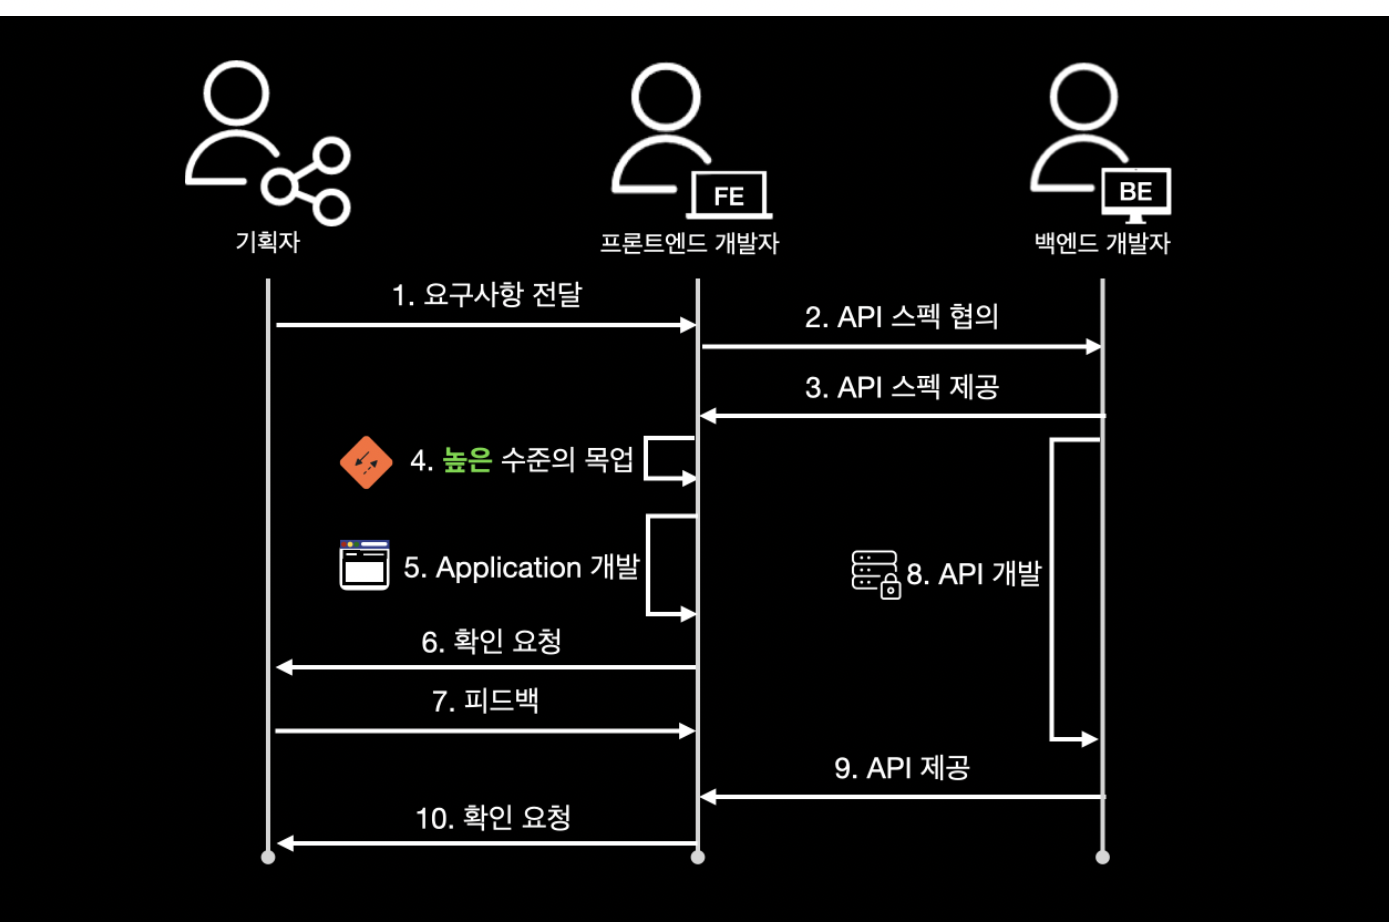 FE
BE
기획자
프론트엔드 개발자
백엔드 개발자
1. 요구사항 전달
2. API 스펙 협의
3. API 스펙 제공
4. 높은 수준의 목업
5. Application 개발
8. API 개발
6. 확인 요청
7. 피드백
9. API 제공
10. 확인 요청